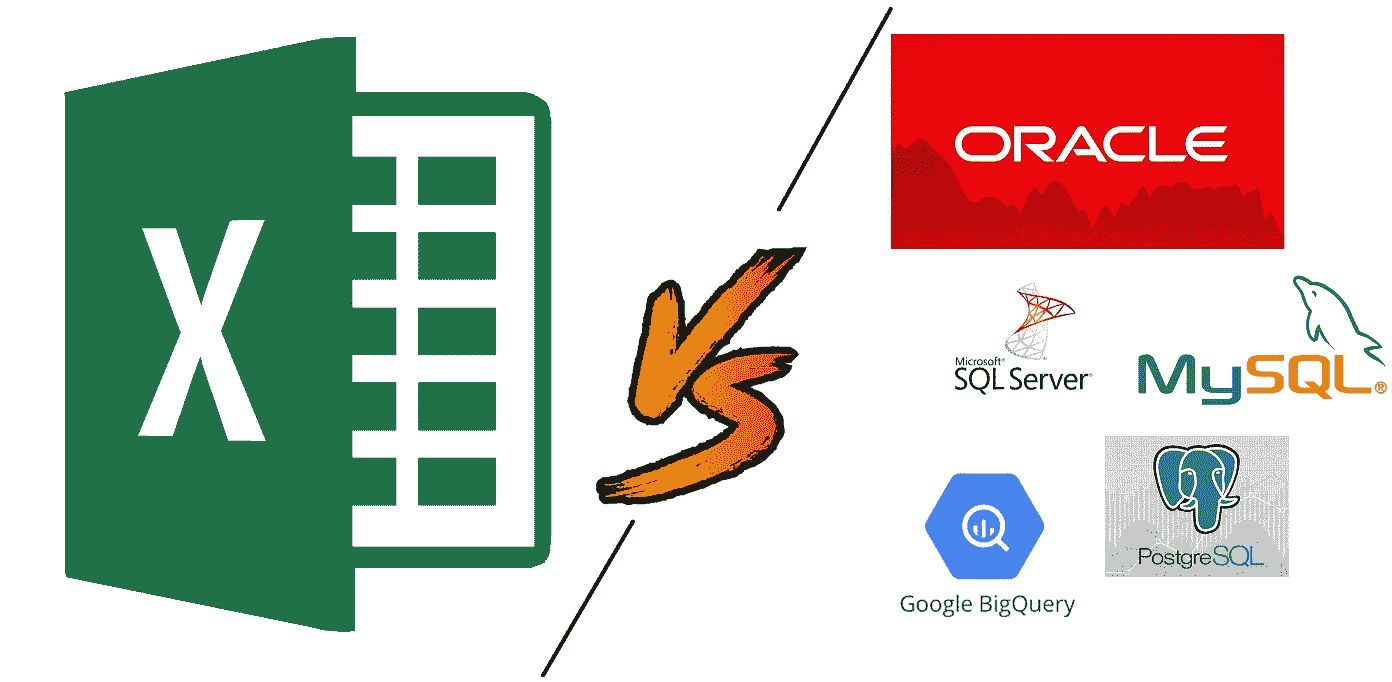 X
VS
ORACLE
Microsoft®
SQL Server®
MySQL®
PostgreSQL
Google BigQuery